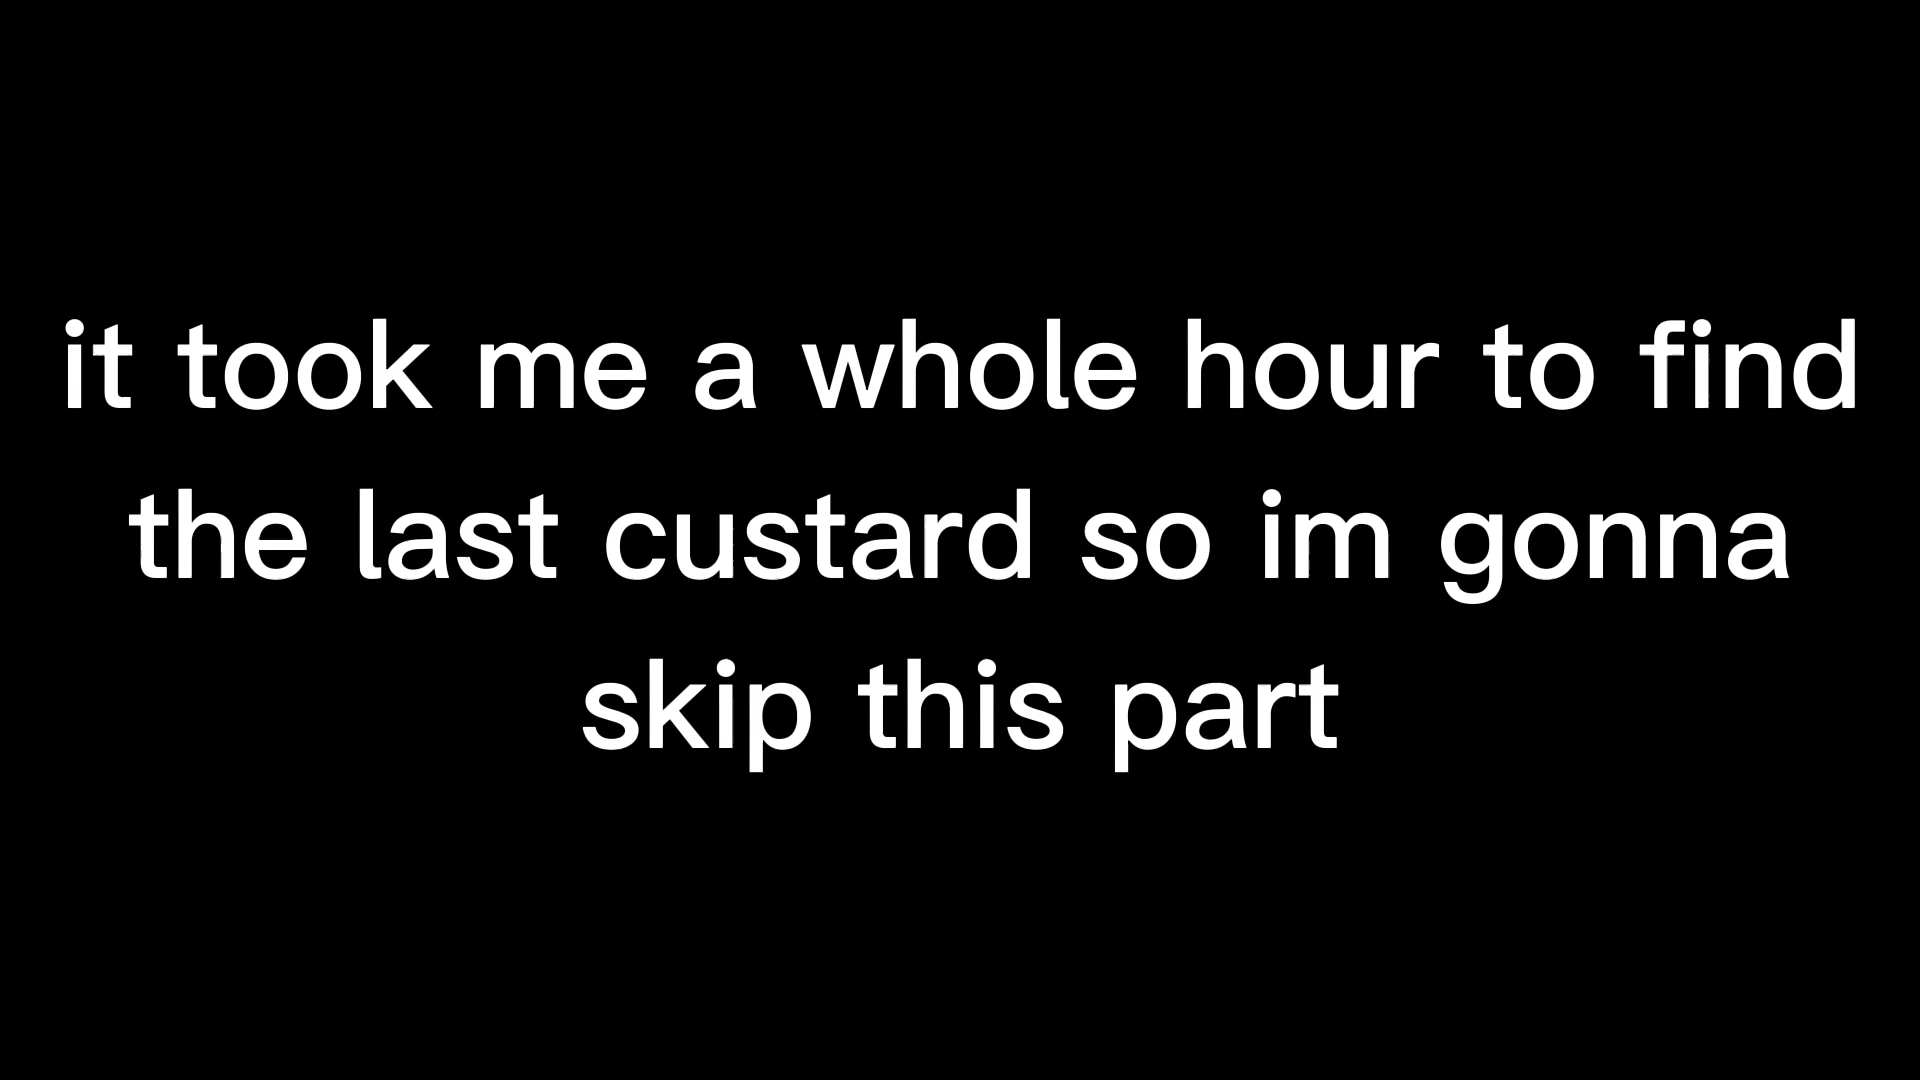 it took me a whole hour to find
the last custard so im gonna
skip this part